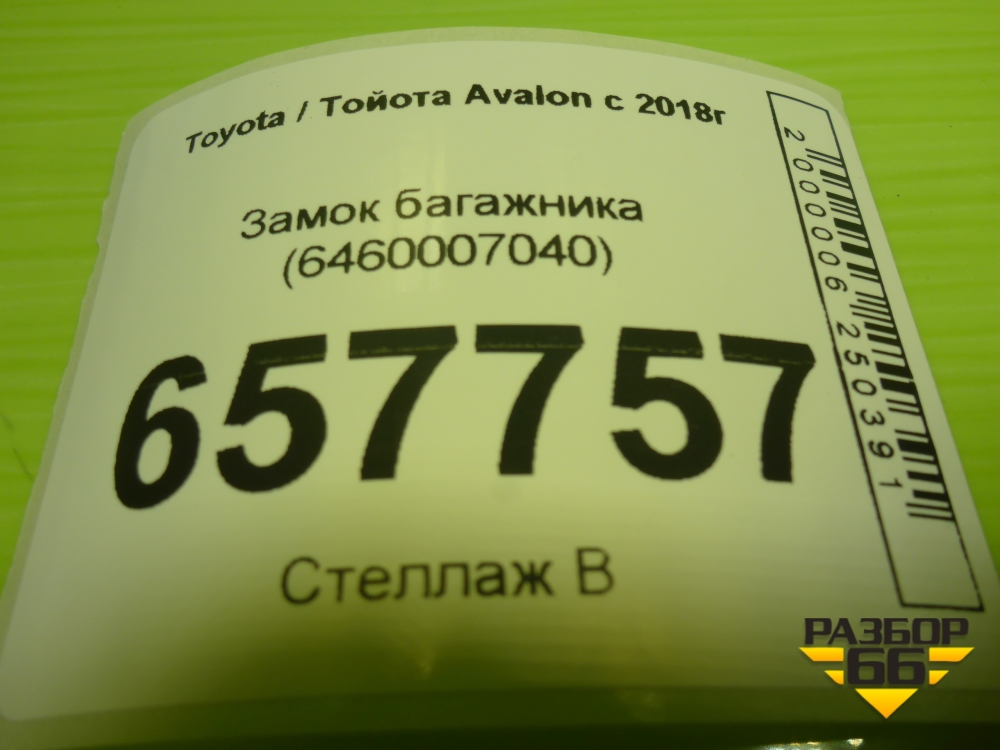 Toyota / Тойота Avalon с 2018г
Замок багажника
(6460007040)
657757
Стеллаж В
2000006250391
РАЗБОР
66